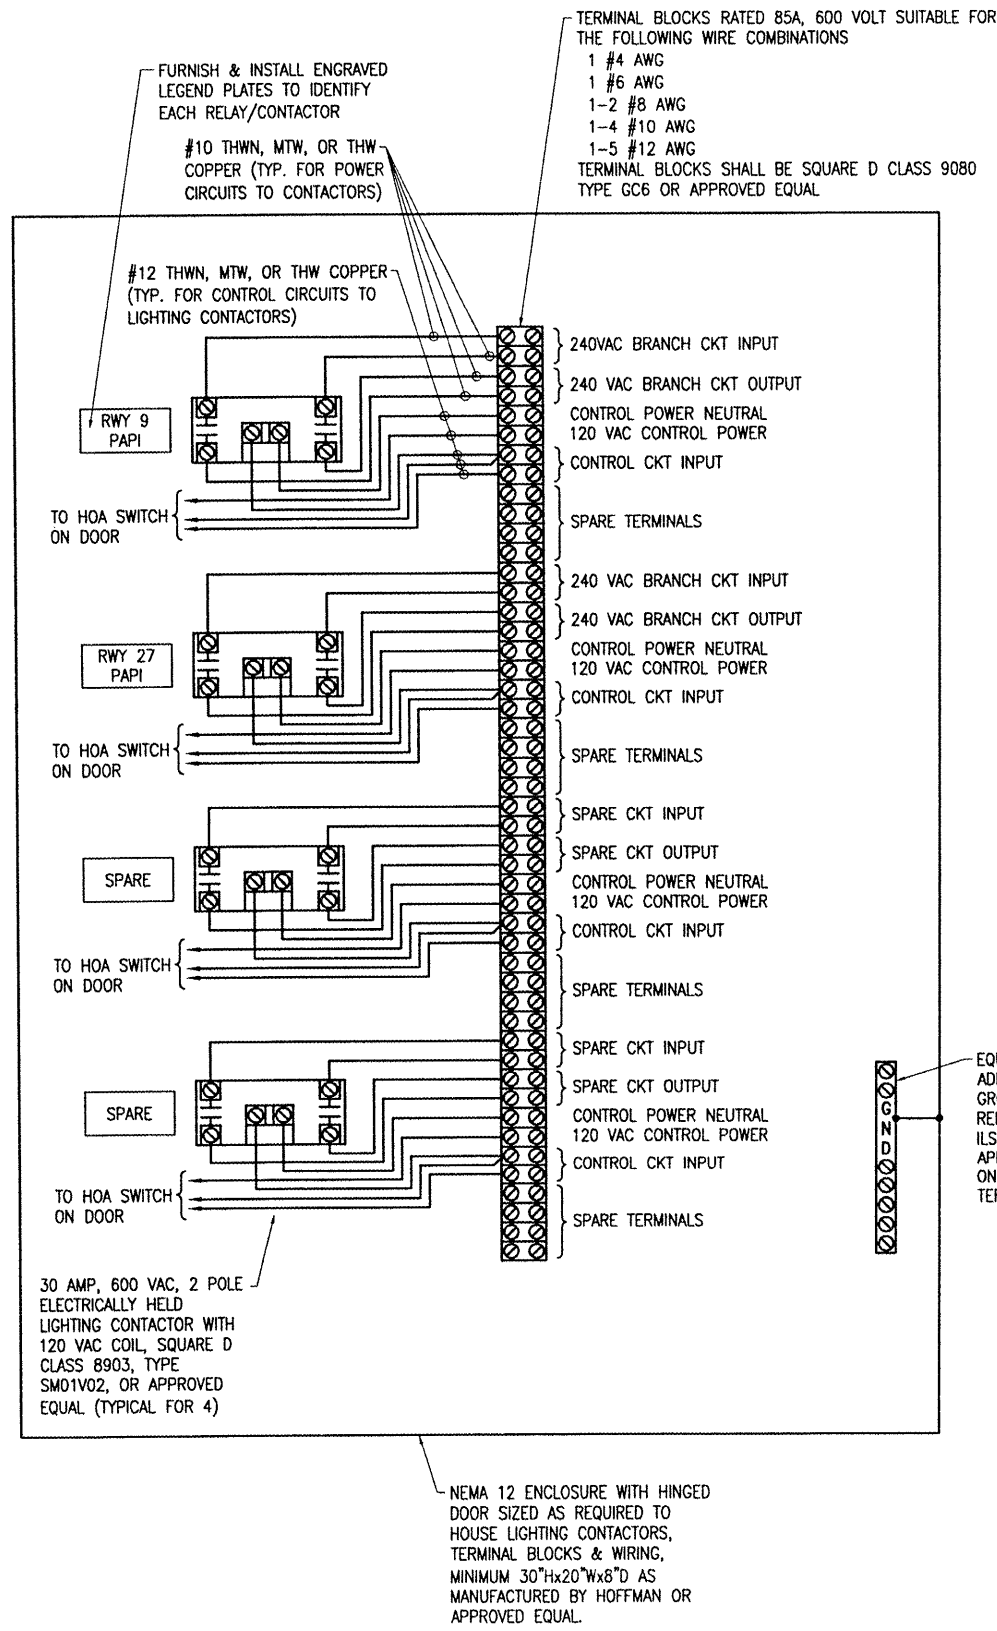 TERMINAL BLOCKS RATED 85A, 600 VOLT SUITABLE FOR
THE FOLLOWING WIRE COMBINATIONS
1 #4 AWG
1 #6 AWG
1-2 #8 AWG
1-4 #10 AWG
1-5 #12 AWG
TERMINAL BLOCKS SHALL BE SQUARE D CLASS 9080
TYPE GC6 OR APPROVED EQUAL
FURNISH & INSTALL ENGRAVED
LEGEND PLATES TO IDENTIFY
EACH RELAY/CONTACTOR
#10 THWN, MTW, OR THW
COPPER (TYP. FOR POWER
CIRCUITS TO CONTACTORS)
#12 THWN, MTW, OR THW COPPER
(TYP. FOR CONTROL CIRCUITS TO
LIGHTING CONTACTORS)
RWY 9
PAPI
240VAC BRANCH CKT INPUT
240 VAC BRANCH CKT OUTPUT
CONTROL POWER NEUTRAL
120 VAC CONTROL POWER
CONTROL CKT INPUT
SPARE TERMINALS
TO HOA SWITCH
ON DOOR
RWY 27
PAPI
240 VAC BRANCH CKT INPUT
240 VAC BRANCH CKT OUTPUT
CONTROL POWER NEUTRAL
120 VAC CONTROL POWER
CONTROL CKT INPUT
SPARE TERMINALS
TO HOA SWITCH
ON DOOR
SPARE
SPARE CKT INPUT
SPARE CKT OUTPUT
CONTROL POWER NEUTRAL
120 VAC CONTROL POWER
CONTROL CKT INPUT
SPARE TERMINALS
TO HOA SWITCH
ON DOOR
SPARE
SPARE CKT INPUT
SPARE CKT OUTPUT
CONTROL POWER NEUTRAL
120 VAC CONTROL POWER
CONTROL CKT INPUT
SPARE TERMINALS
TO HOA SWITCH
ON DOOR
GND
30 AMP, 600 VAC, 2 POLE
ELECTRICALLY HELD
LIGHTING CONTACTOR WITH
120 VAC COIL, SQUARE D
CLASS 8903, TYPE
SMO1V02, OR APPROVED
EQUAL (TYPICAL FOR 4)
NEMA 12 ENCLOSURE WITH HINGED
DOOR SIZED AS REQUIRED TO
HOUSE LIGHTING CONTACTORS,
TERMINAL BLOCKS & WIRING,
MINIMUM 30"Hx20"Wx8"D AS
MANUFACTURED BY HOFFMAN OR
APPROVED EQUAL.